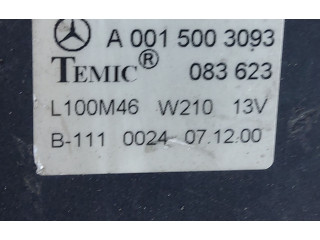 A 001 500 3093
TEMIC® 083 623
L100M46 W210 13V
B-111 0024 07.12.00